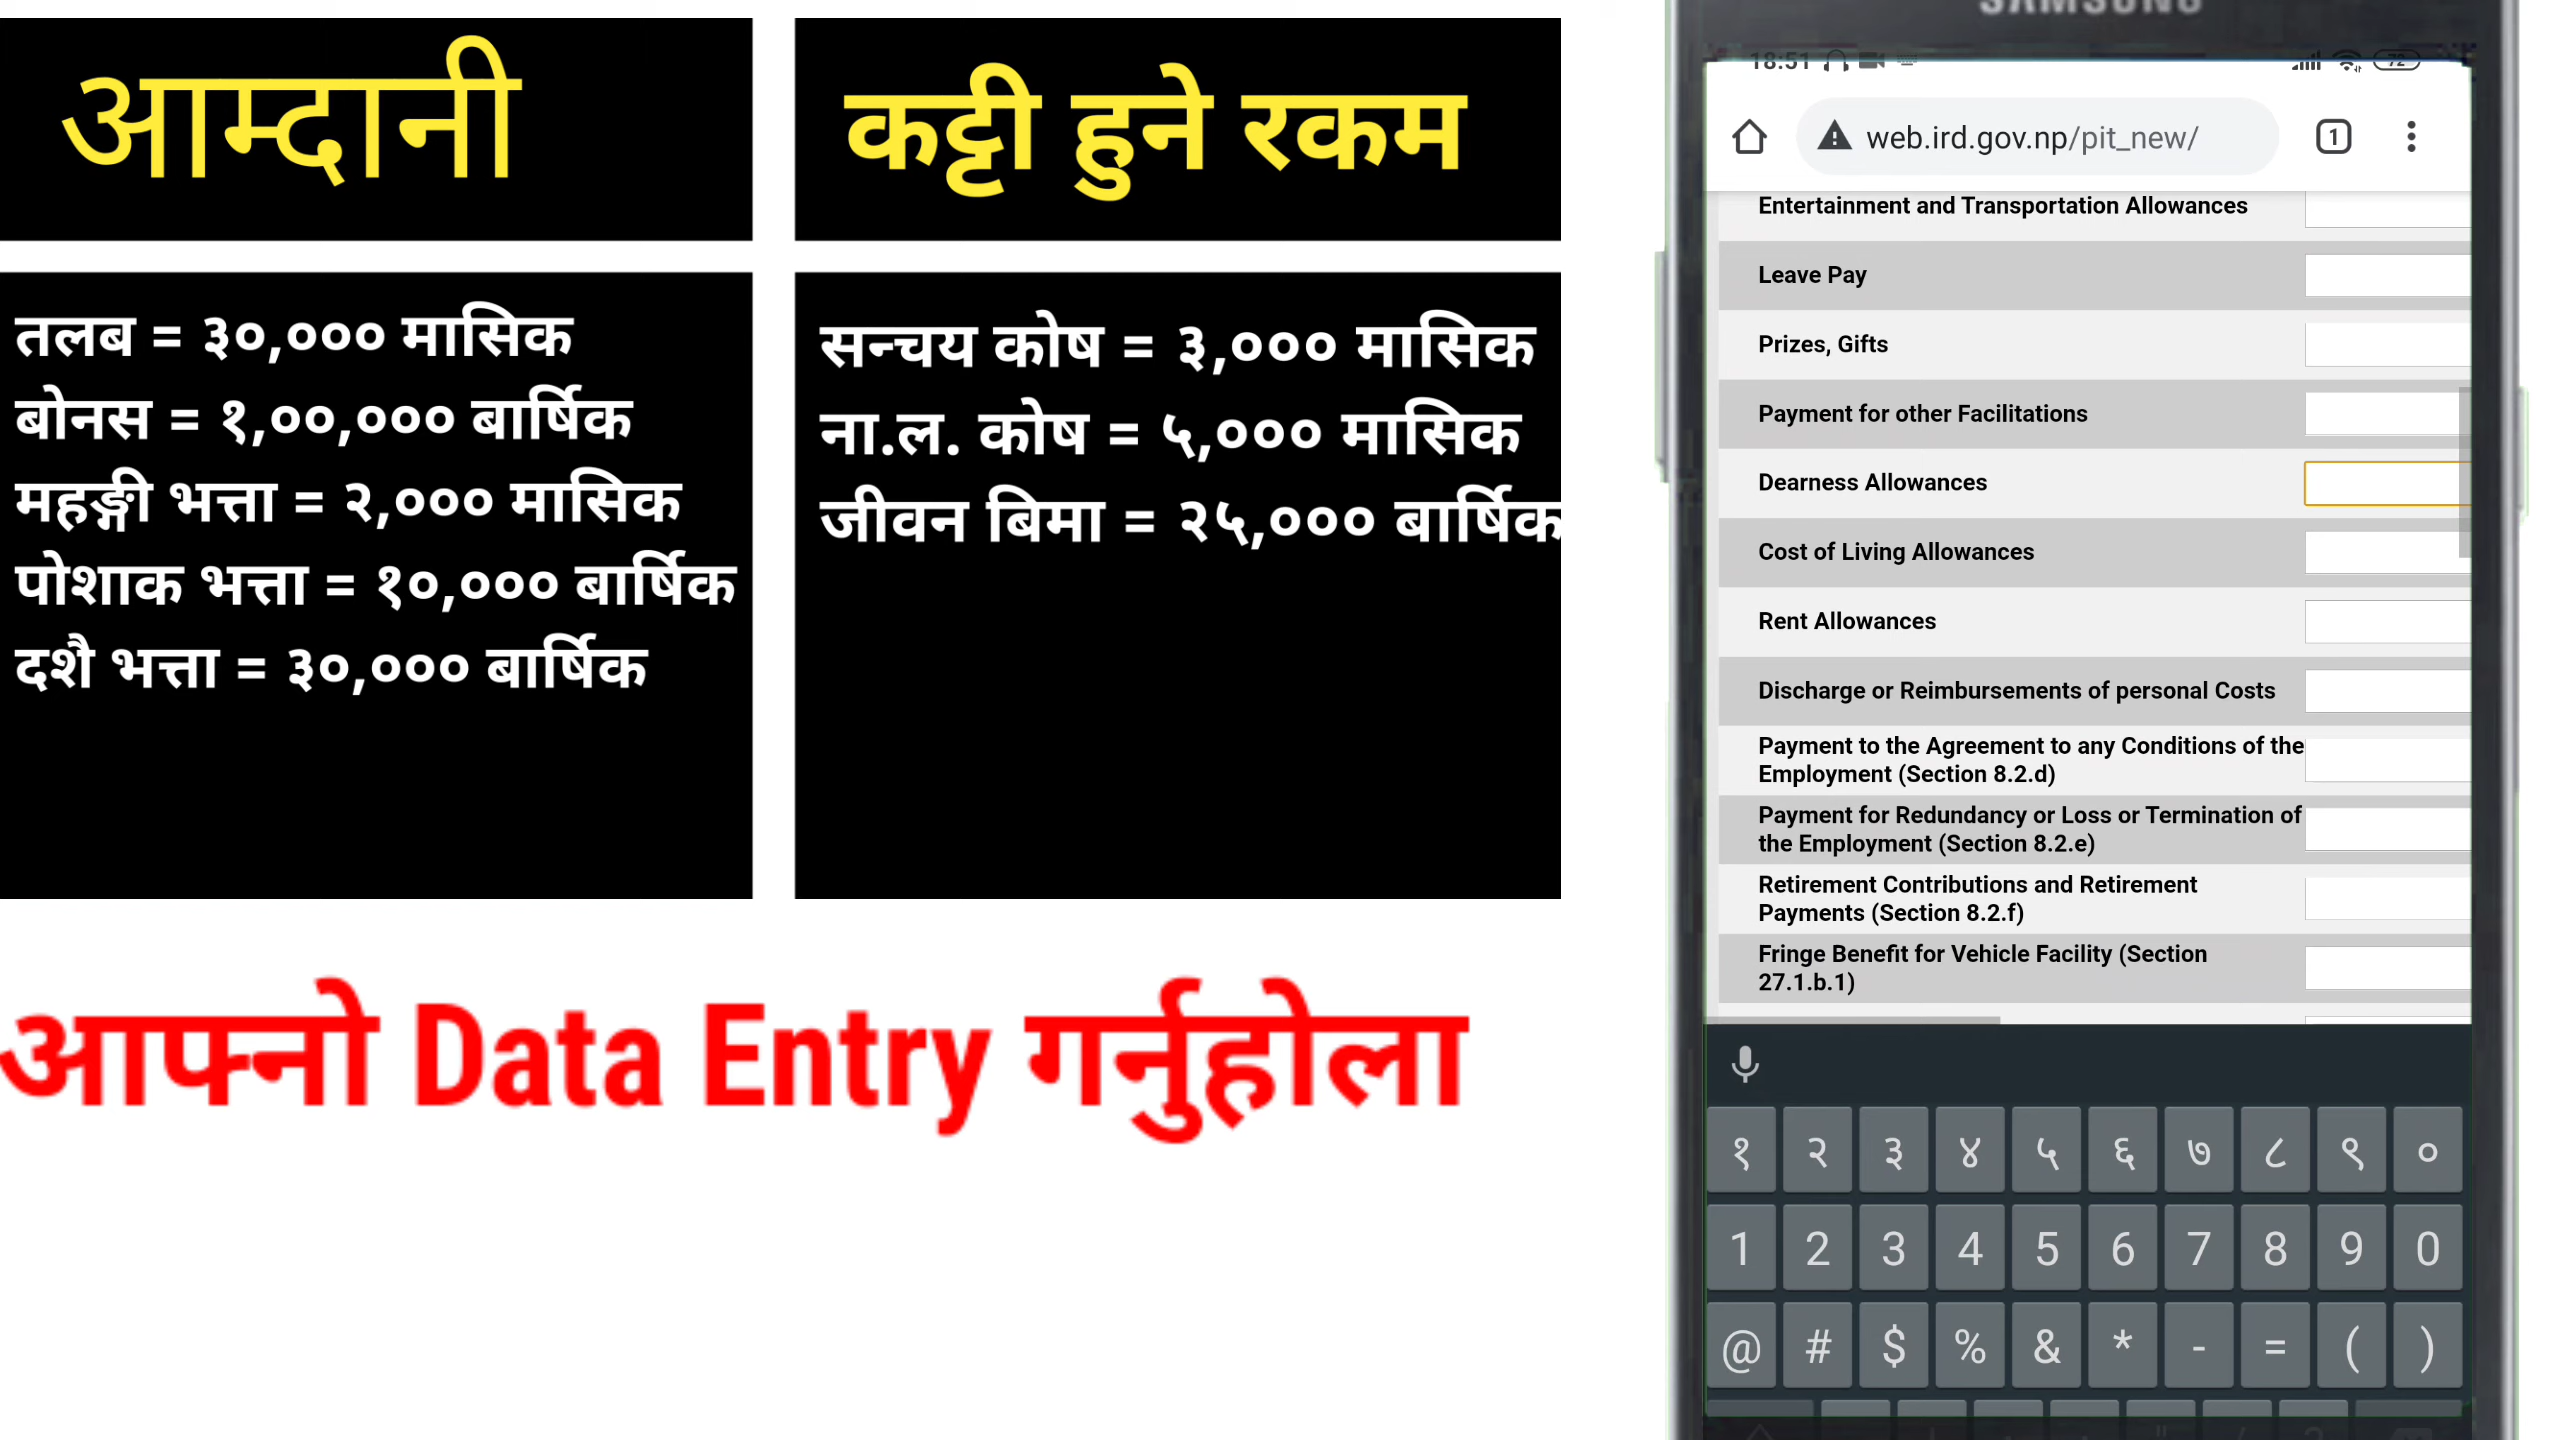 आम्दानी
कट्टी हुने रकम
तलब = ३०,००० मासिक
बोनस = १,००,००० बार्षिक
महङ्गी भत्ता = २,००० मासिक
पोशाक भत्ता = १०,००० बार्षिक
दशै भत्ता = ३०,००० बार्षिक
सन्चय कोष = ३,००० मासिक
ना.ल. कोष = ५,००० मासिक
जीवन बिमा = २५,००० बार्षिक
आफ्नो Data Entry गर्नुहोला
SAMSUNG
18:51 72
web.ird.gov.np/pit_new/ 1
Entertainment and Transportation Allowances
Leave Pay
Prizes, Gifts
Payment for other Facilitations
Dearness Allowances
Cost of Living Allowances
Rent Allowances
Discharge or Reimbursements of personal Costs
Payment to the Agreement to any Conditions of the
Employment (Section 8.2.d)
Payment for Redundancy or Loss or Termination of
the Employment (Section 8.2.e)
Retirement Contributions and Retirement
Payments (Section 8.2.f)
Fringe Benefit for Vehicle Facility (Section
27.1.b.1)
१ २ ३ ४ ५ ६ ७ ८ ९ ०
1 2 3 4 5 6 7 8 9 0
@ # $ % & * - = ( )